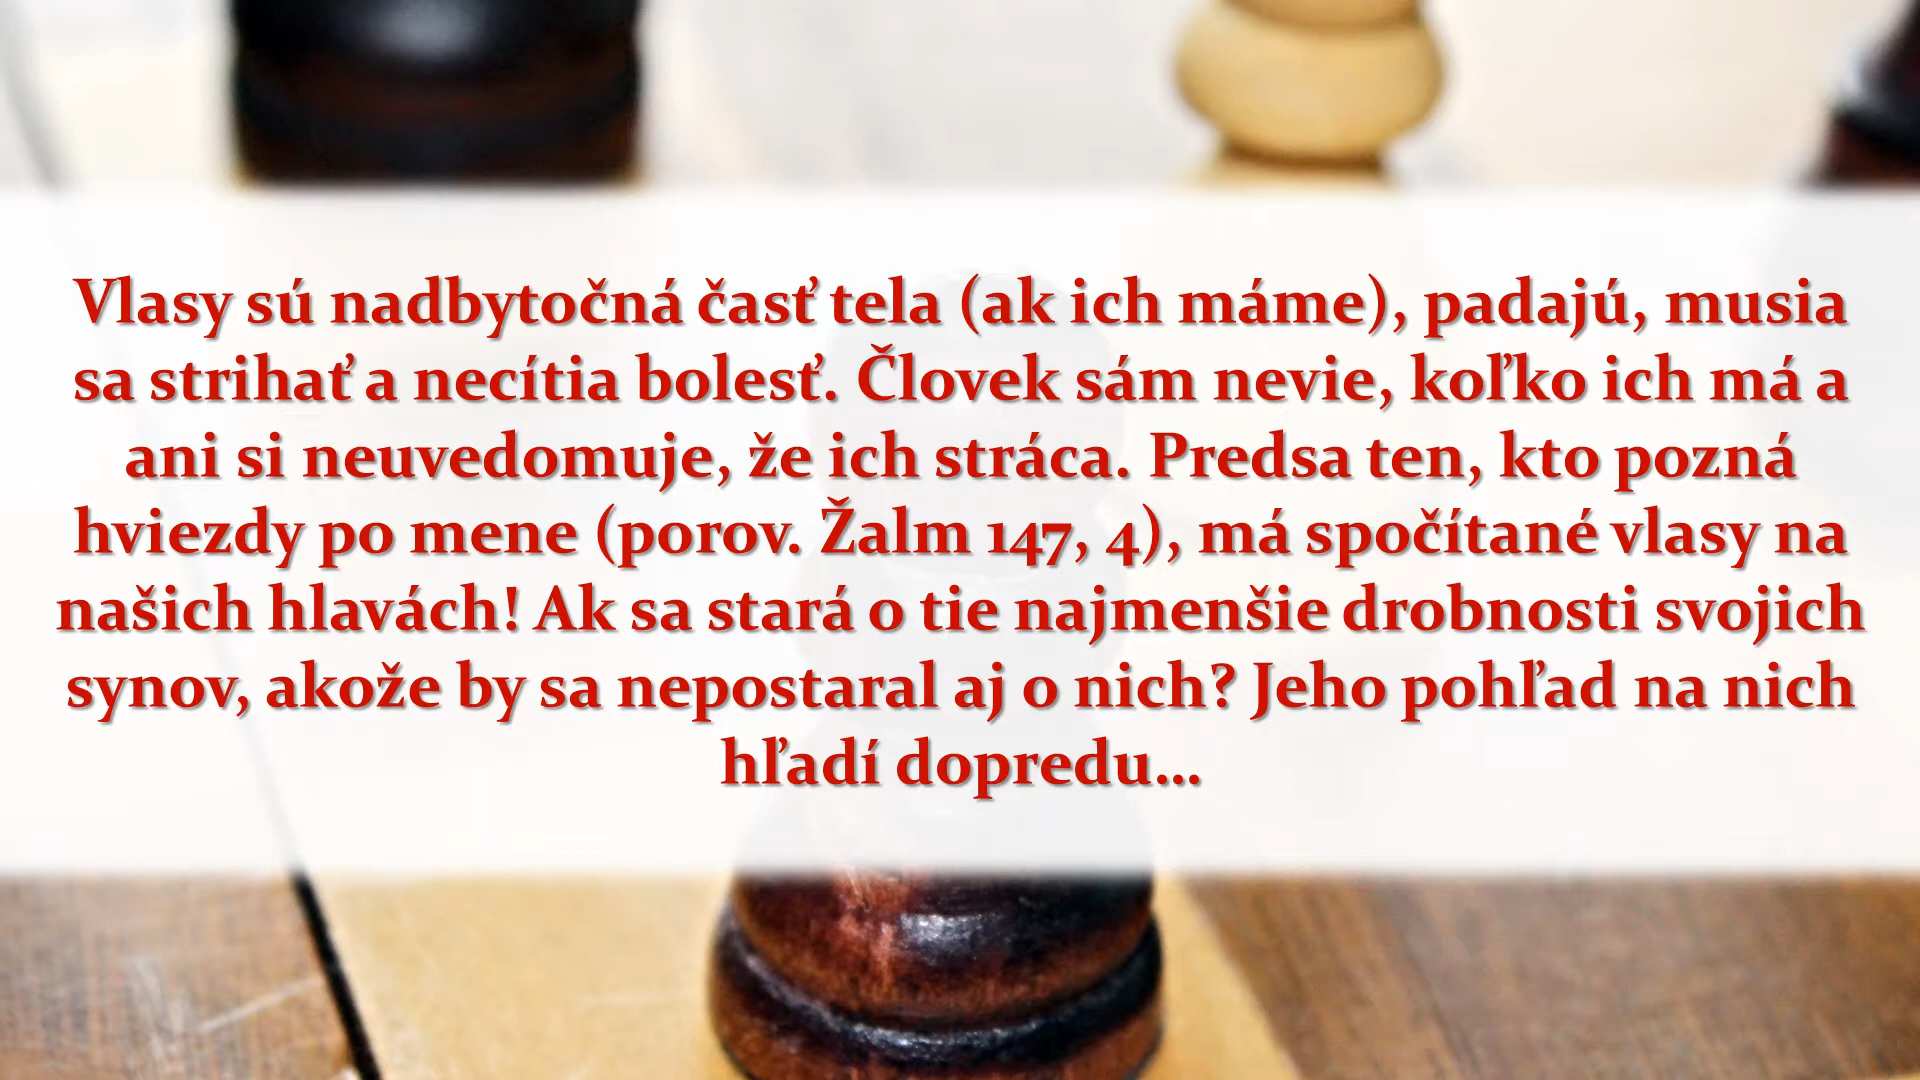 Vlasy sú nadbytočná časť tela (ak ich máme), padajú, musia
sa strihať a necítia bolesť. Človek sám nevie, koľko ich má a
ani si neuvedomuje, že ich stráca. Predsa ten, kto pozná
hviezdy po mene (porov. Žalm 147, 4), má spočítané vlasy na
našich hlavách! Ak sa stará o tie najmenšie drobnosti svojich
synov, akože by sa nepostaral aj o nich? Jeho pohľad na nich
hľadí dopredu...